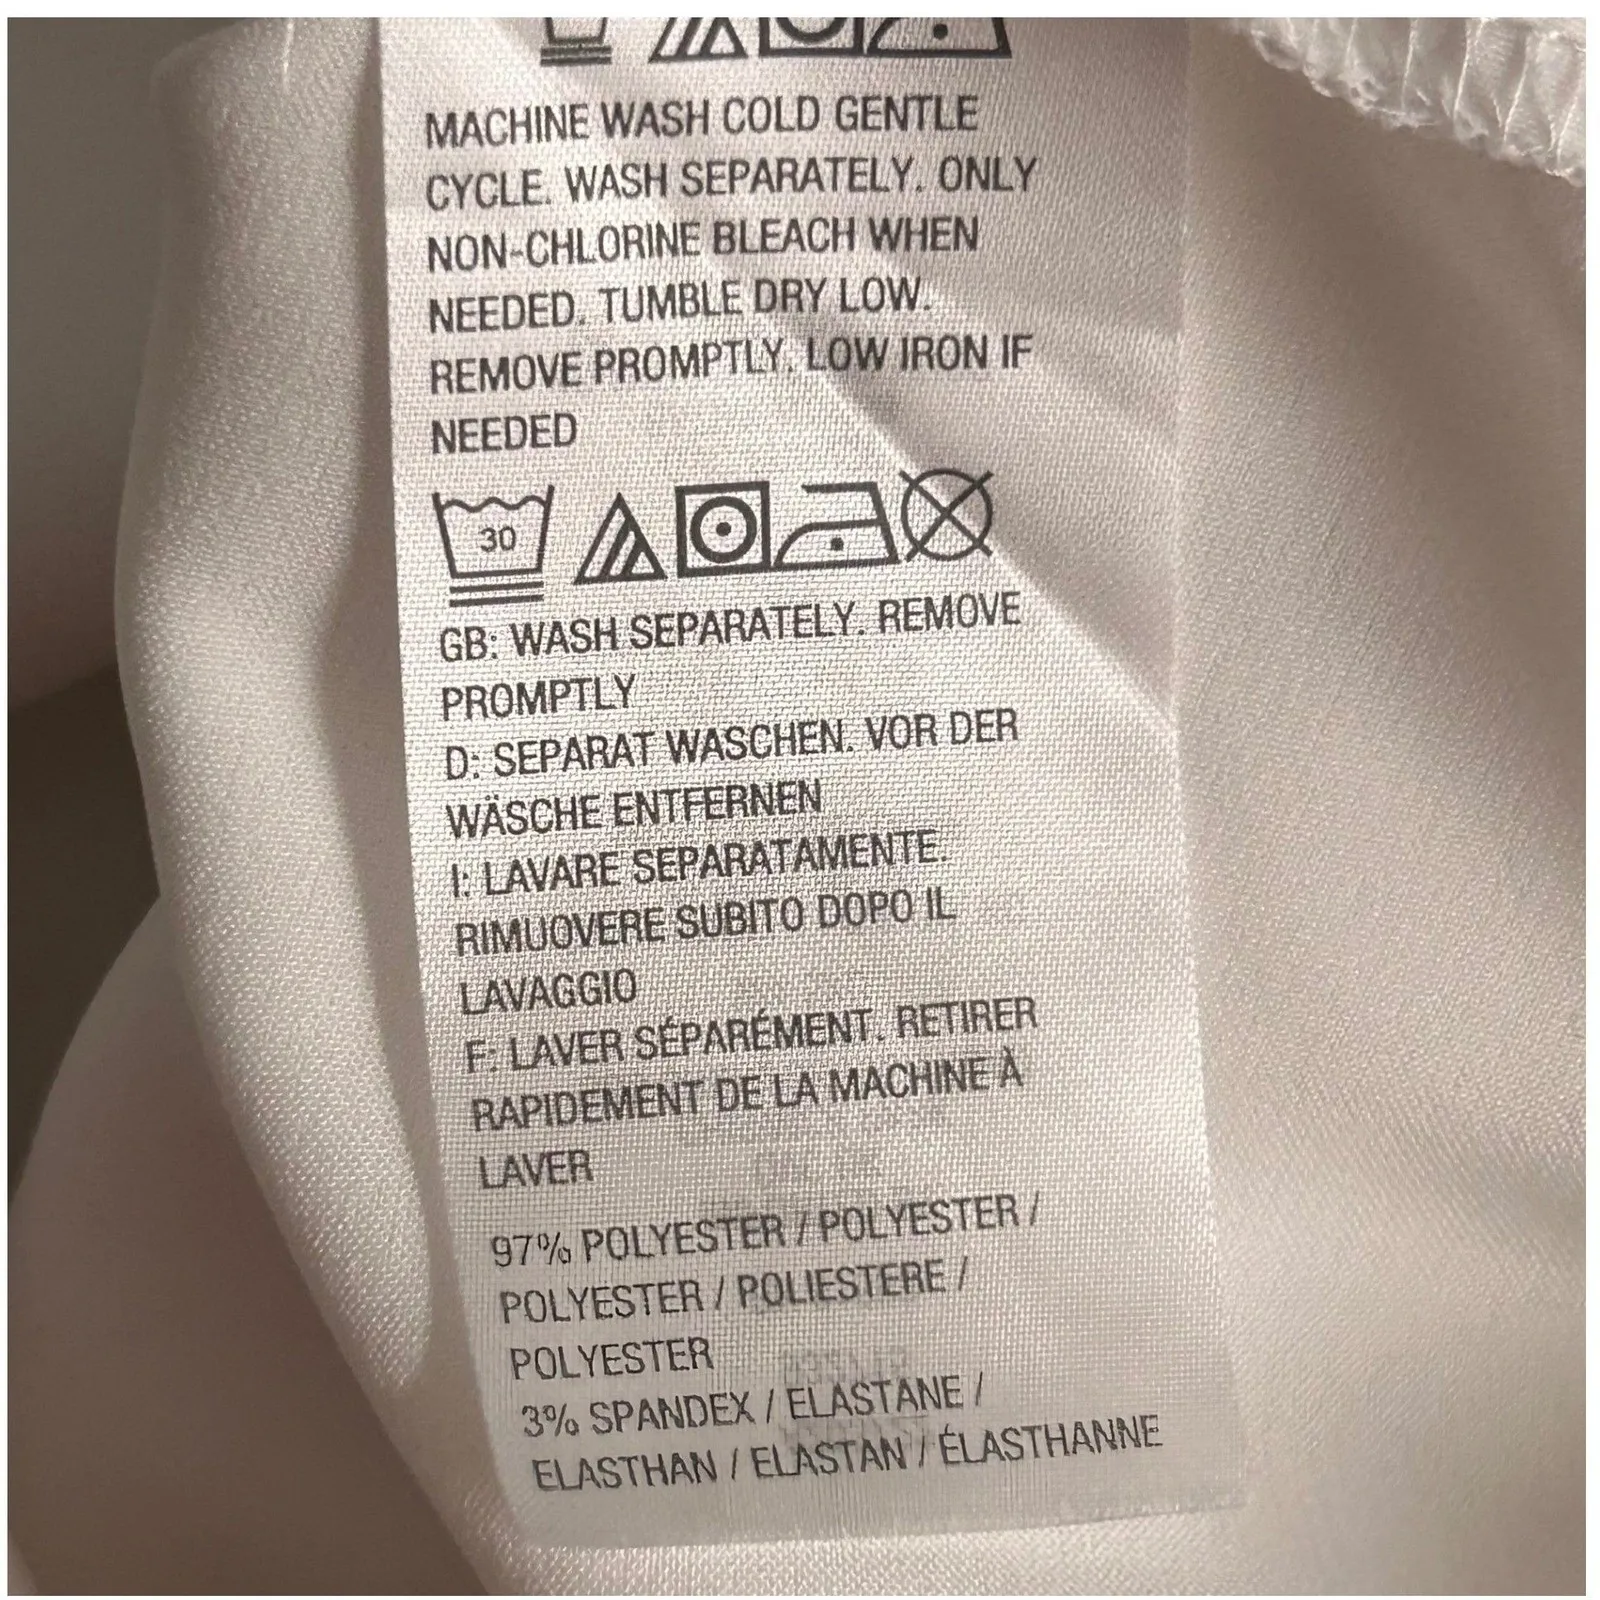 MACHINE WASH COLD GENTLE
CYCLE. WASH SEPARATELY. ONLY
NON-CHLORINE BLEACH WHEN
NEEDED. TUMBLE DRY LOW.
REMOVE PROMPTLY. LOW IRON IF
NEEDED
30
GB: WASH SEPARATELY. REMOVE
PROMPTLY
D: SEPARAT WASCHEN. VOR DER
WÄSCHE ENTFERNEN
I: LAVARE SEPARATAMENTE.
RIMUOVERE SUBITO DOPO IL
LAVAGGIO
F: LAVER SÉPARÉMENT. RETIRER
RAPIDEMENT DE LA MACHINE À
LAVER
97% POLYESTER / POLYESTER /
POLYESTER / POLIESTERE /
POLYESTER
3% SPANDEX / ELASTANE /
ELASTHAN / ELASTAN / ÉLASTHANNE